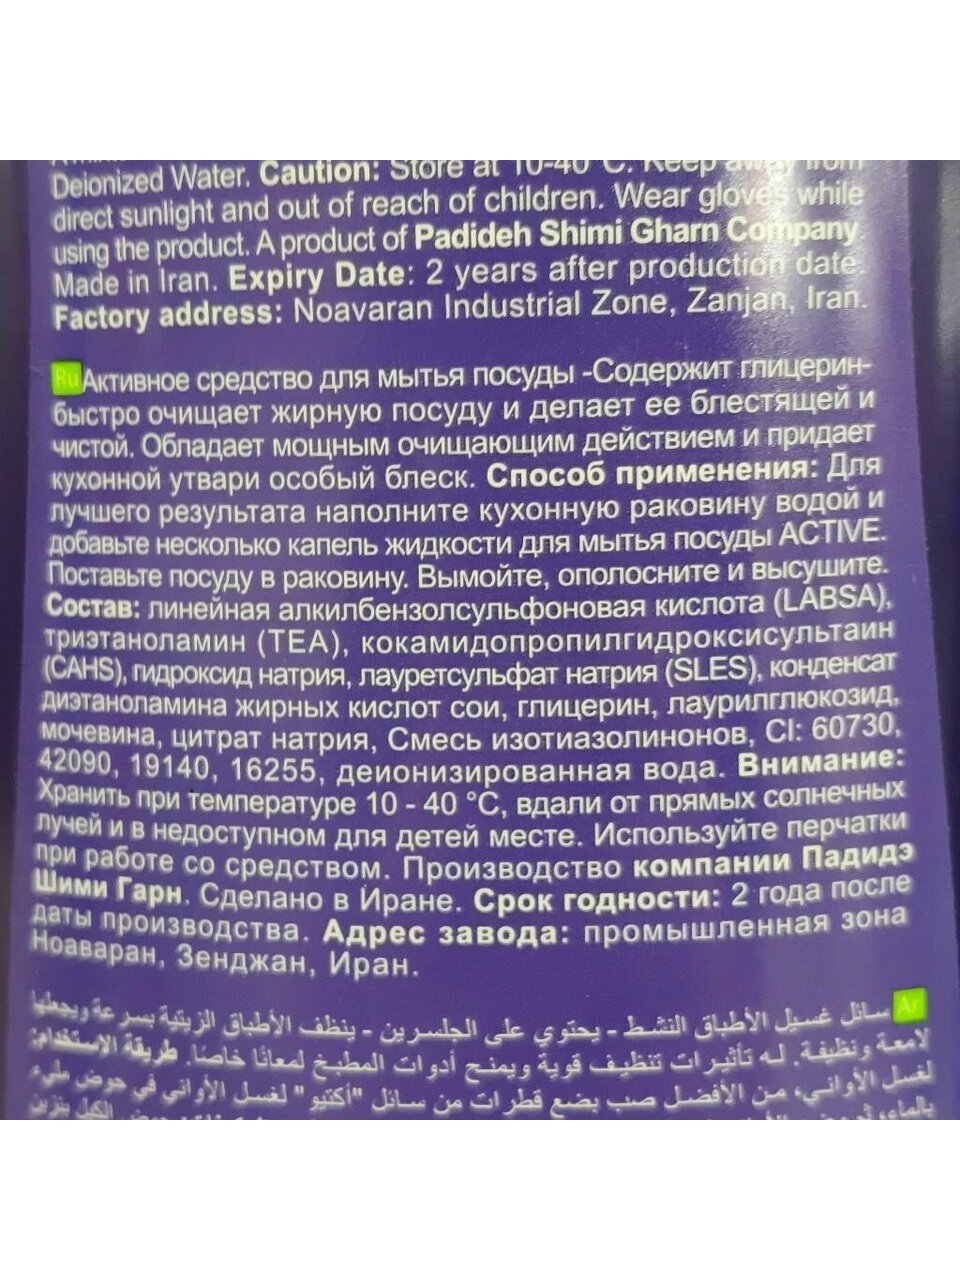 Deionized Water. Caution: Store at 10-40 °C. Keep away from
direct sunlight and out of reach of children. Wear gloves while
using the product. A product of Padideh Shimi Gharn Company
Made in Iran. Expiry Date: 2 years after production date.
Factory address: Noavaran Industrial Zone, Zanjan, Iran.
Ru Активное средство для мытья посуды -Содержит глицерин-
быстро очищает жирную посуду и делает ее блестящей и
чистой. Обладает мощным очищающим действием и придает
кухонной утвари особый блеск. Способ применения: Для
лучшего результата наполните кухонную раковину водой и
добавьте несколько капель жидкости для мытья посуды ACTIVE.
Поставьте посуду в раковину. Вымойте, ополосните и высушите.
Состав: линейная алкилбензолсульфоновая кислота (LABSA),
триэтаноламин (TEA), кокамидопропилгидроксисультаин
(CAHS), гидроксид натрия, лауретсульфат натрия (SLES), конденсат
диэтаноламина жирных кислот сои, глицерин, лаурилглюкозид,
мочевина, цитрат натрия, Смесь изотиазолинонов, CI: 60730,
42090, 19140, 16255, деионизированная вода. Внимание:
Хранить при температуре 10 - 40 °C, вдали от прямых солнечных
лучей и в недоступном для детей месте. Используйте перчатки
при работе со средством. Производство компании Падидэ
Шими Гарн. Сделано в Иране. Срок годности: 2 года после
даты производства. Адрес завода: промышленная зона
Ноаваран, Зенджан, Иран.
Ar سائل غسيل الأطباق النشط - يحتوي على الجلسرين - ينظف الأطباق الزيتية بسرعة ويجعلها
لامعة ونظيفة. له تأثيرات تنظيف قوية ويمنح أدوات المطبخ لمعانًا خاصًا. طريقة الاستخدام:
لغسل الأواني، من الأفضل صب بضع قطرات من سائل "أكتيو" لغسل الأواني في حوض مليء